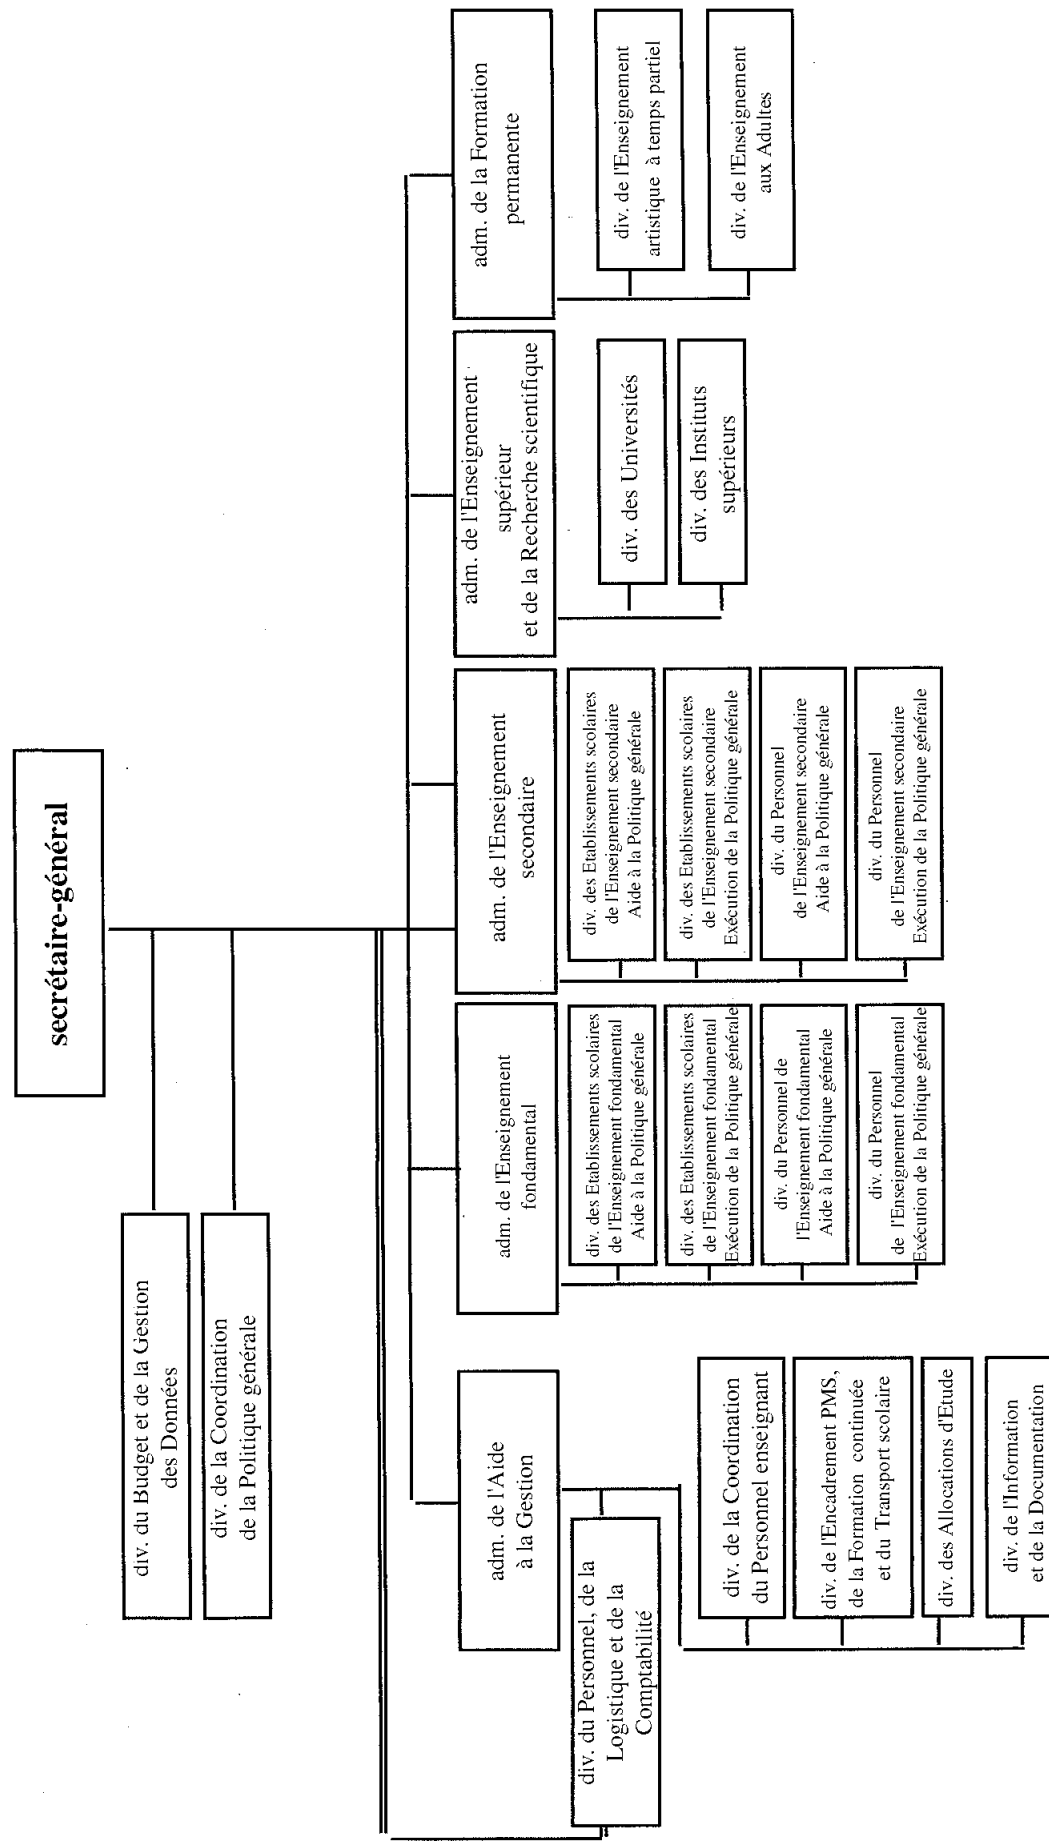 secrétaire-général
div. du Budget et de la Gestion
des Données
div. de la Coordination
de la Politique générale
adm. de l'Aide
à la Gestion
adm. de l'Enseignement
fondamental
adm. de l'Enseignement
secondaire
adm. de l'Enseignement
supérieur
et de la Recherche scientifique
adm. de la Formation
permanente
div. du Personnel, de la
Logistique et de la
Comptabilité
div. de la Coordination
du Personnel enseignant
div. de l'Encadrement PMS,
de la Formation continuée
et du Transport scolaire
div. des Allocations d'Etude
div. de l'Information
et de la Documentation
div. des Etablissements scolaires
de l'Enseignement fondamental
Aide à la Politique générale
div. des Etablissements scolaires
de l'Enseignement fondamental
Exécution de la Politique générale
div. du Personnel de
l'Enseignement fondamental
Aide à la Politique générale
div. du Personnel
de l'Enseignement fondamental
Exécution de la Politique générale
div. des Etablissements scolaires
de l'Enseignement secondaire
Aide à la Politique générale
div. des Etablissements scolaires
de l'Enseignement secondaire
Exécution de la Politique générale
div. du Personnel
de l'Enseignement secondaire
Aide à la Politique générale
div. du Personnel
de l'Enseignement secondaire
Exécution de la Politique générale
div. des Universités
div. des Instituts
supérieurs
div. de l'Enseignement
artistique à temps partiel
div. de l'Enseignement
aux Adultes